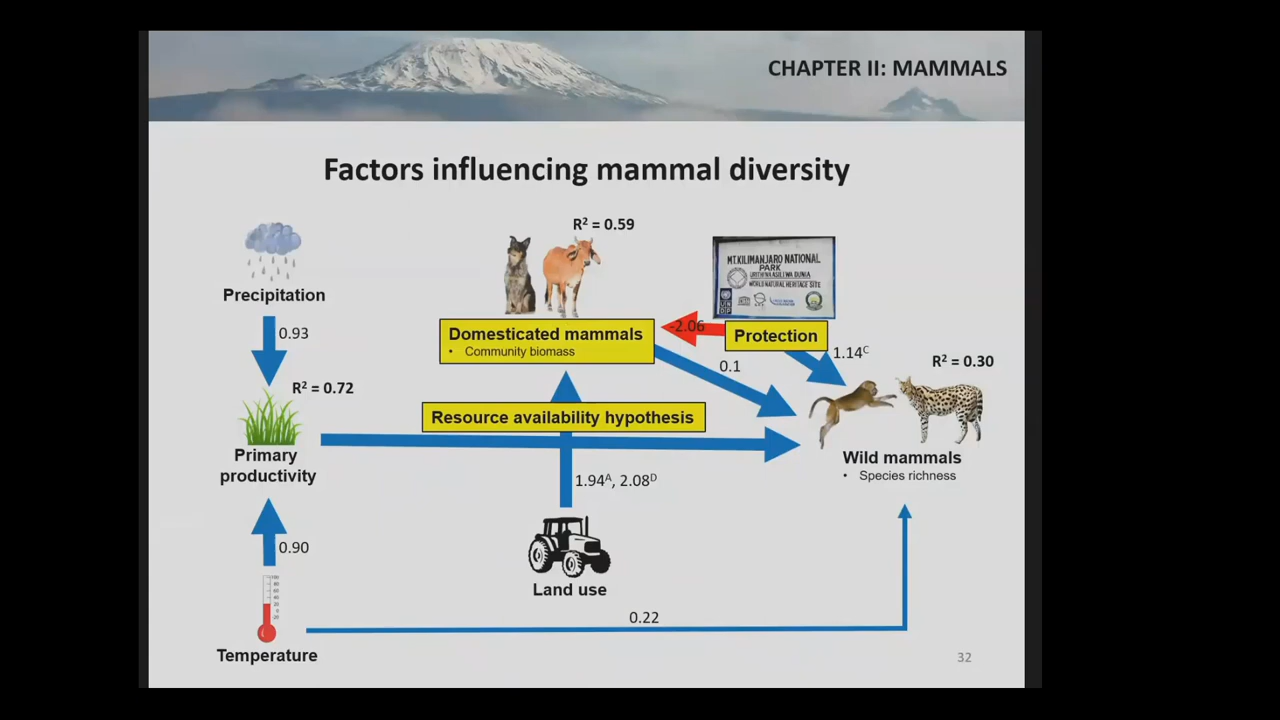 CHAPTER II: MAMMALS
Factors influencing mammal diversity
R² = 0.59
MT.KILIMANJARO NATIONAL
PARK
WORLD NATURAL HERITAGE SITE
Precipitation
-2.06
Domesticated mammals
• Community biomass
Protection
0.93
1.14ᶜ
0.1
R² = 0.30
R² = 0.72
Resource availability hypothesis
Primary
productivity
Wild mammals
• Species richness
1.94ᴬ, 2.08ᴰ
0.90
Land use
0.22
Temperature
32